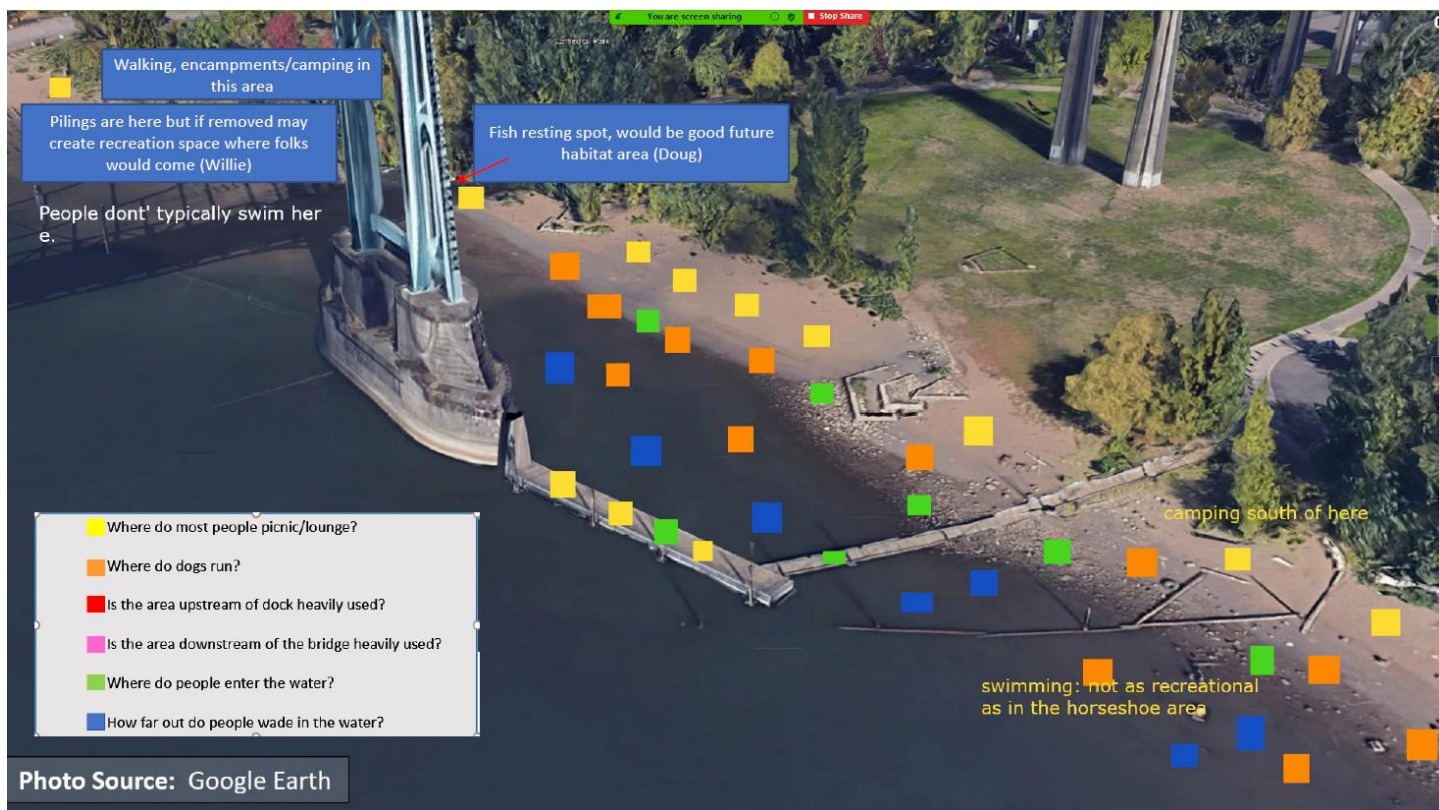 You are screen sharing
Stop Share
Cathedral Park
Walking, encampments/camping in
this area
Pilings are here but if removed may
create recreation space where folks
would come (Willie)
Fish resting spot, would be good future
habitat area (Doug)
People dont' typically swim her
e.
camping south of here
Where do most people picnic/lounge?
Where do dogs run?
Is the area upstream of dock heavily used?
Is the area downstream of the bridge heavily used?
Where do people enter the water?
How far out do people wade in the water?
swimming: not as recreational
as in the horseshoe area
Photo Source: Google Earth